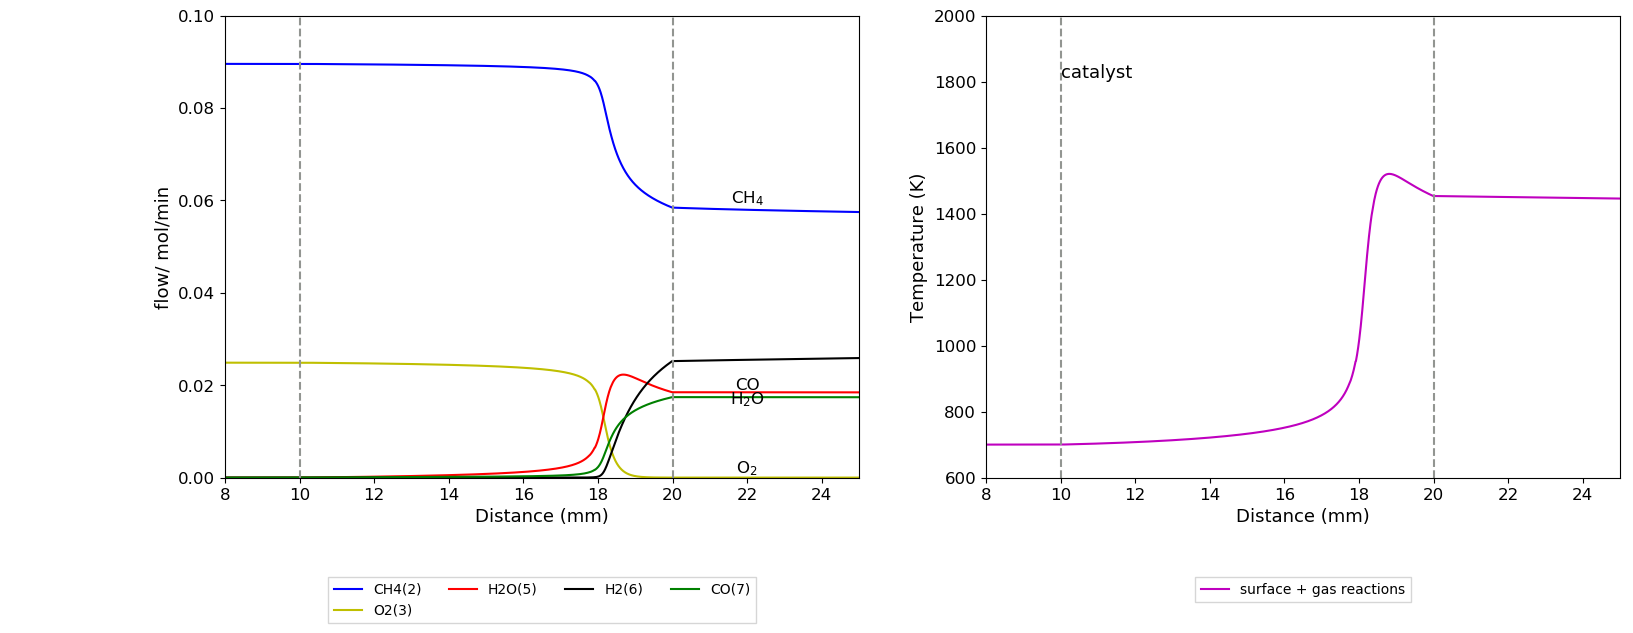 0.10
0.08
0.06
0.04
0.02
0.00
flow/ mol/min
8 10 12 14 16 18 20 22 24
Distance (mm)
CH₄
CO
H₂O
O₂
CH4(2) H2O(5) H2(6) CO(7)
O2(3)
2000
1800
1600
1400
1200
1000
800
600
Temperature (K)
catalyst
8 10 12 14 16 18 20 22 24
Distance (mm)
surface + gas reactions